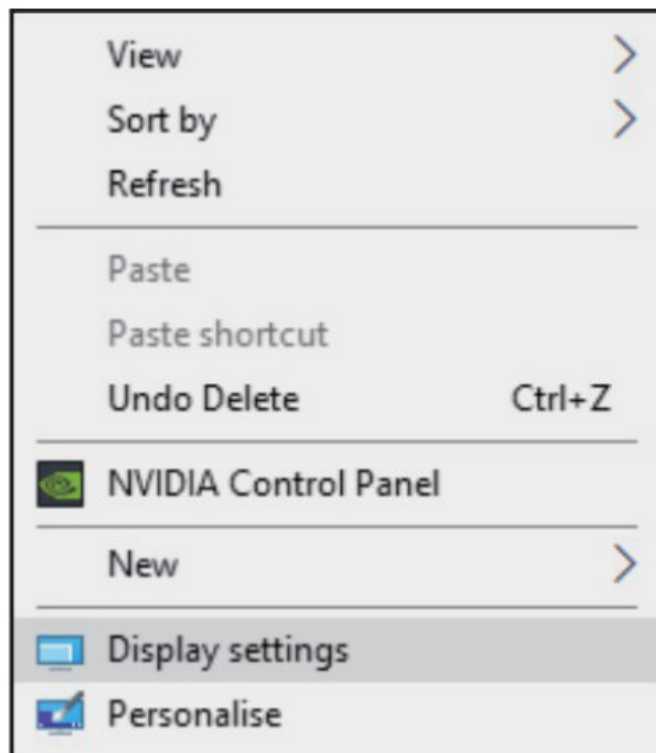 View
Sort by
Refresh
Paste
Paste shortcut
Undo Delete Ctrl+Z
NVIDIA Control Panel
New
Display settings
Personalise